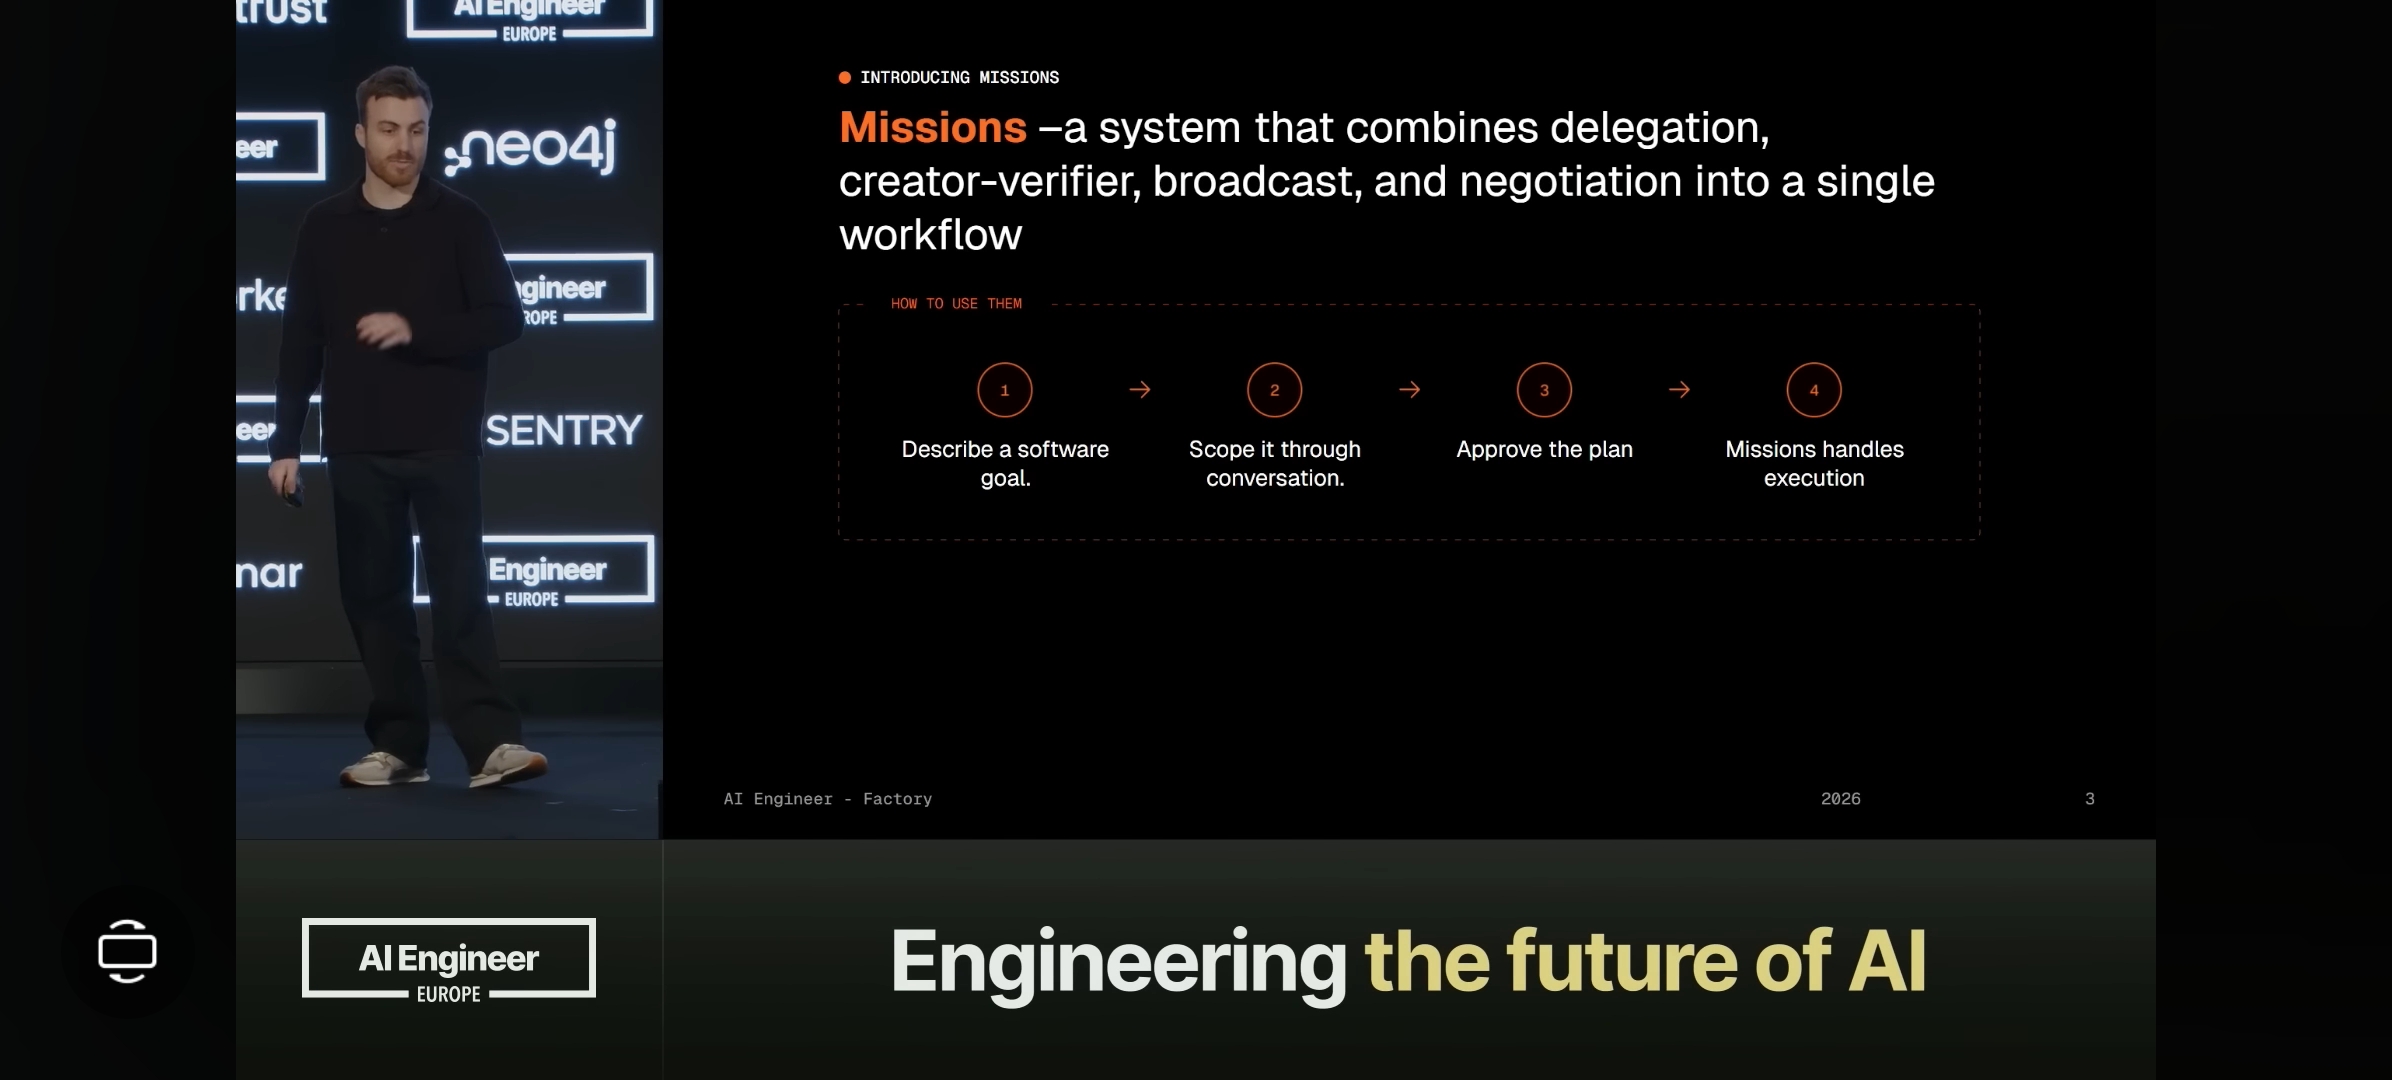 AI Engineer
EUROPE
neo4j
SENTRY
Engineer
EUROPE
INTRODUCING MISSIONS
Missions –a system that combines delegation,
creator-verifier, broadcast, and negotiation into a single
workflow
HOW TO USE THEM
1
2
3
4
Describe a software
goal.
Scope it through
conversation.
Approve the plan
Missions handles
execution
AI Engineer - Factory
2026
3
AI Engineer
EUROPE
Engineering the future of AI